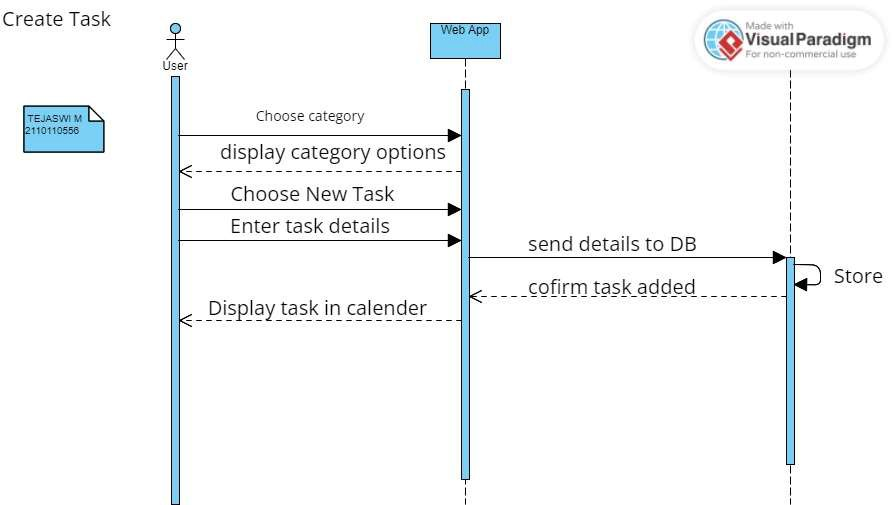 Create Task
User
Web App
Made with
Visual Paradigm
For non-commercial use
TEJASWI M
2110110556
Choose category
display category options
Choose New Task
Enter task details
send details to DB
Store
cofirm task added
Display task in calender